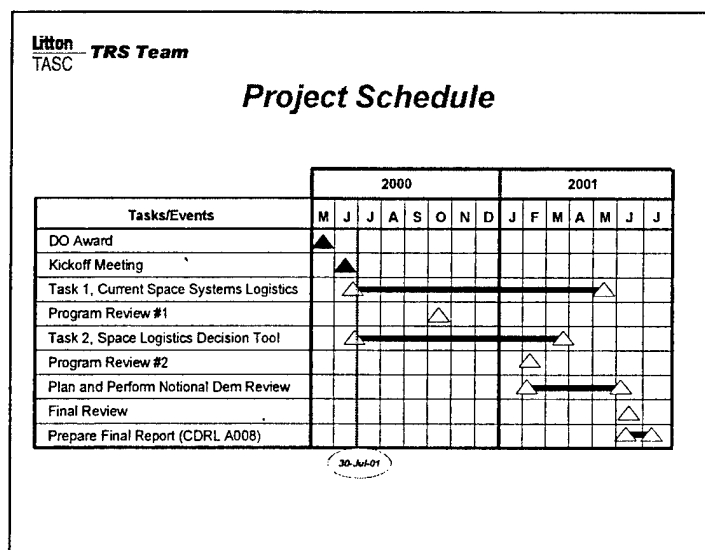 Litton
TASC
TRS Team
Project Schedule
2000 2001
Tasks/Events M J J A S O N D J F M A M J J
DO Award
Kickoff Meeting
Task 1, Current Space Systems Logistics
Program Review #1
Task 2, Space Logistics Decision Tool
Program Review #2
Plan and Perform Notional Dem Review
Final Review
Prepare Final Report (CDRL A008)
30-Jul-01